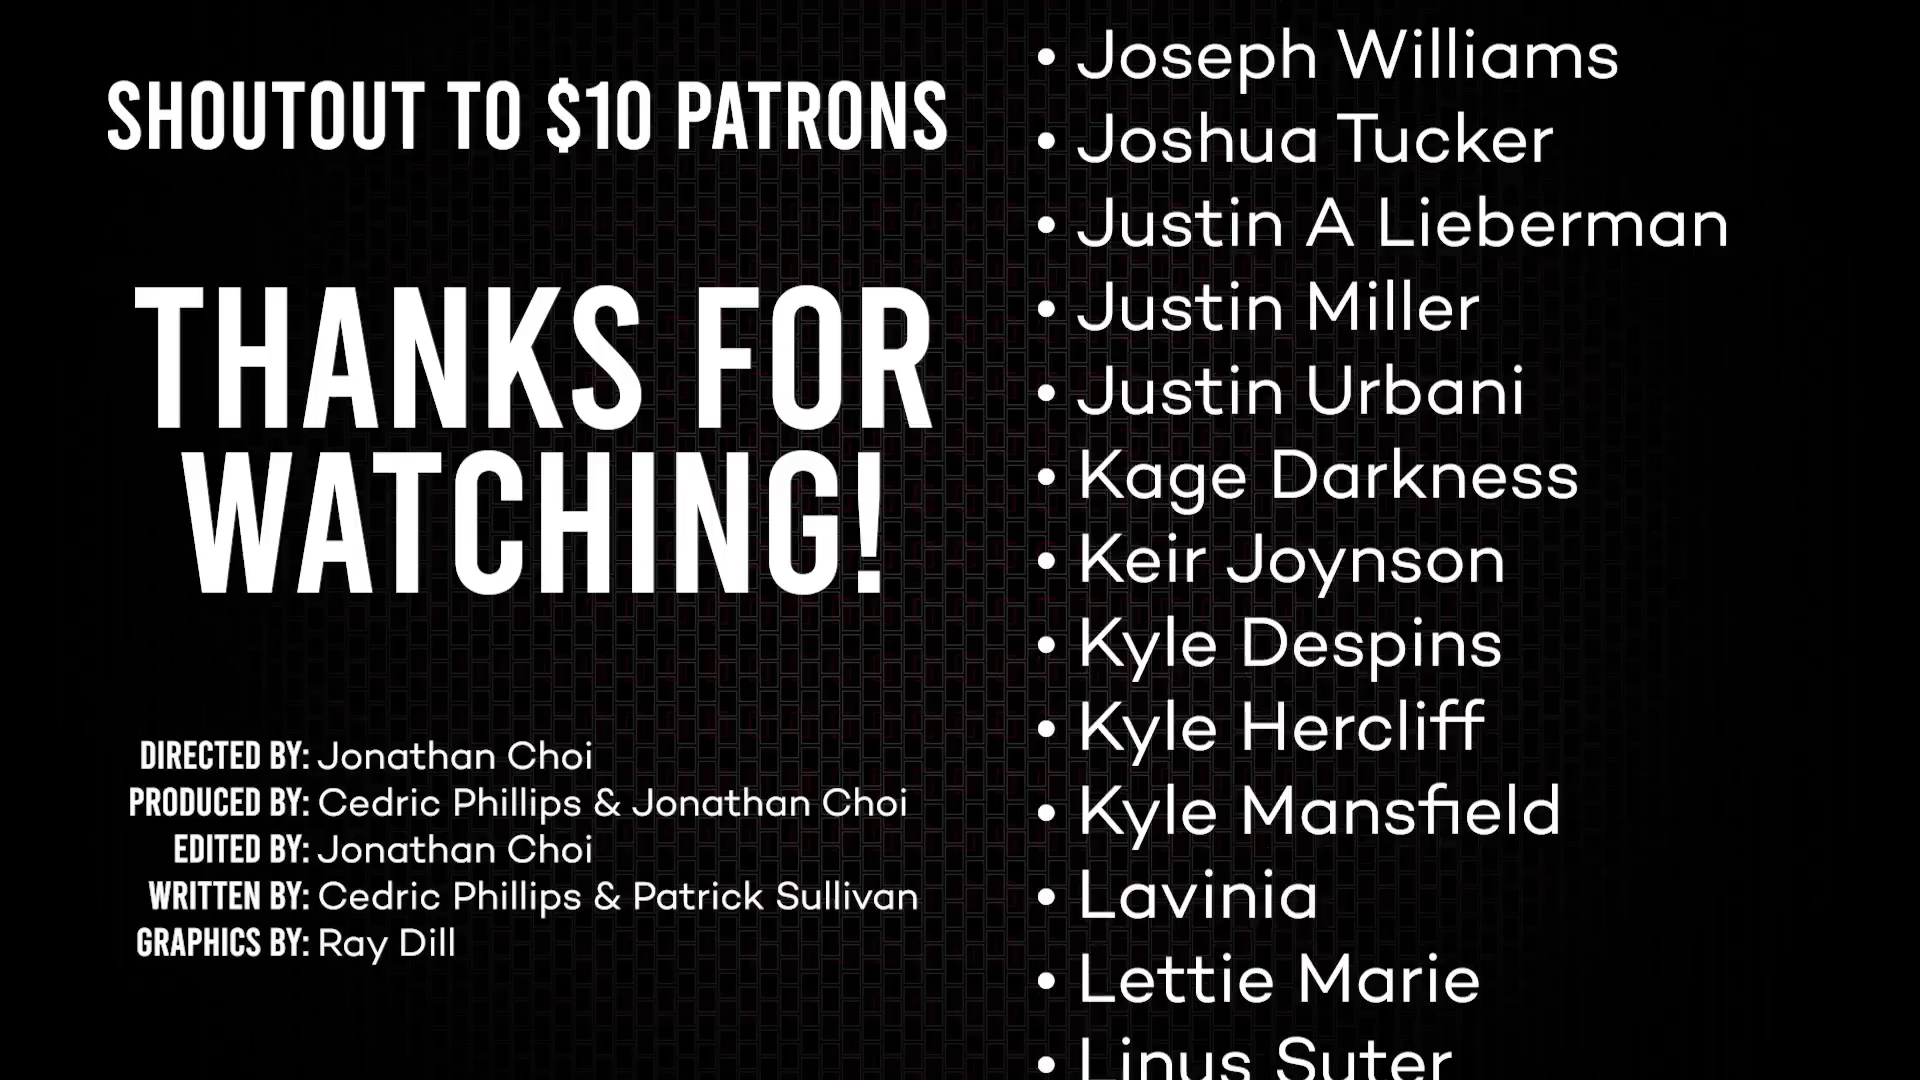 SHOUTOUT TO $10 PATRONS
THANKS FOR
WATCHING!
DIRECTED BY: Jonathan Choi
PRODUCED BY: Cedric Phillips & Jonathan Choi
EDITED BY: Jonathan Choi
WRITTEN BY: Cedric Phillips & Patrick Sullivan
GRAPHICS BY: Ray Dill
• Joseph Williams
• Joshua Tucker
• Justin A Lieberman
• Justin Miller
• Justin Urbani
• Kage Darkness
• Keir Joynson
• Kyle Despins
• Kyle Hercliff
• Kyle Mansfield
• Lavinia
• Lettie Marie
• Linus Suter